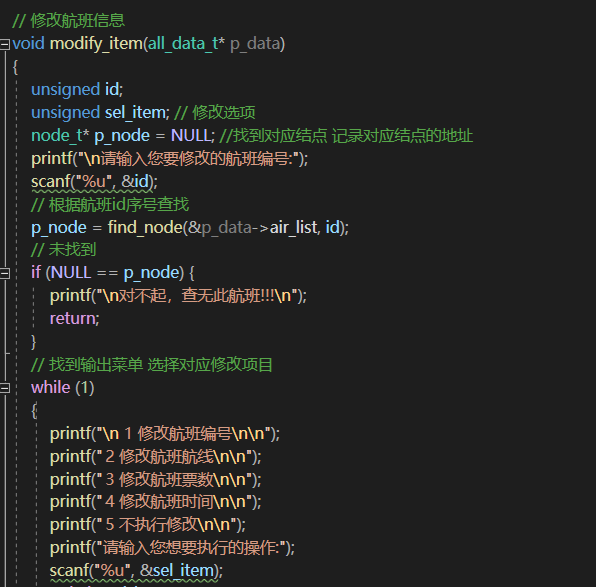 // 修改航班信息
void modify_item(all_data_t* p_data)
{
unsigned id;
unsigned sel_item; // 修改选项
node_t* p_node = NULL; //找到对应结点 记录对应结点的地址
printf("\n请输入您要修改的航班编号:");
scanf("%u", &id);
// 根据航班id序号查找
p_node = find_node(&p_data->air_list, id);
// 未找到
if (NULL == p_node) {
printf("\n对不起，查无此航班!!!\n");
return;
}
// 找到输出菜单 选择对应修改项目
while (1)
{
printf("\n 1 修改航班编号\n\n");
printf(" 2 修改航班航线\n\n");
printf(" 3 修改航班票数\n\n");
printf(" 4 修改航班时间\n\n");
printf(" 5 不执行修改\n\n");
printf("请输入您想要执行的操作:");
scanf("%u", &sel_item);